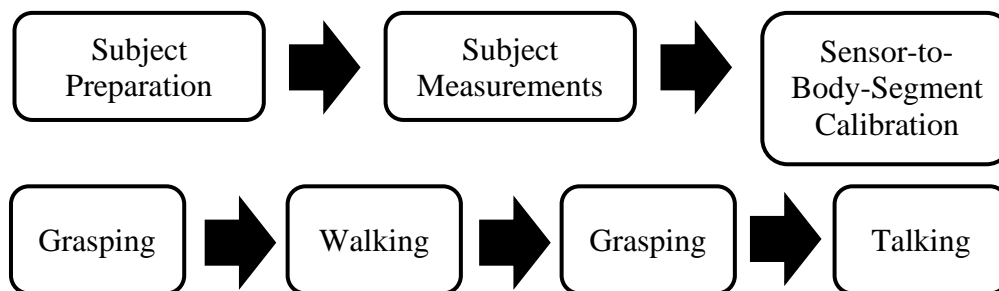 Subject
Preparation
Subject
Measurements
Sensor-to-
Body-Segment
Calibration
Grasping
Walking
Grasping
Talking